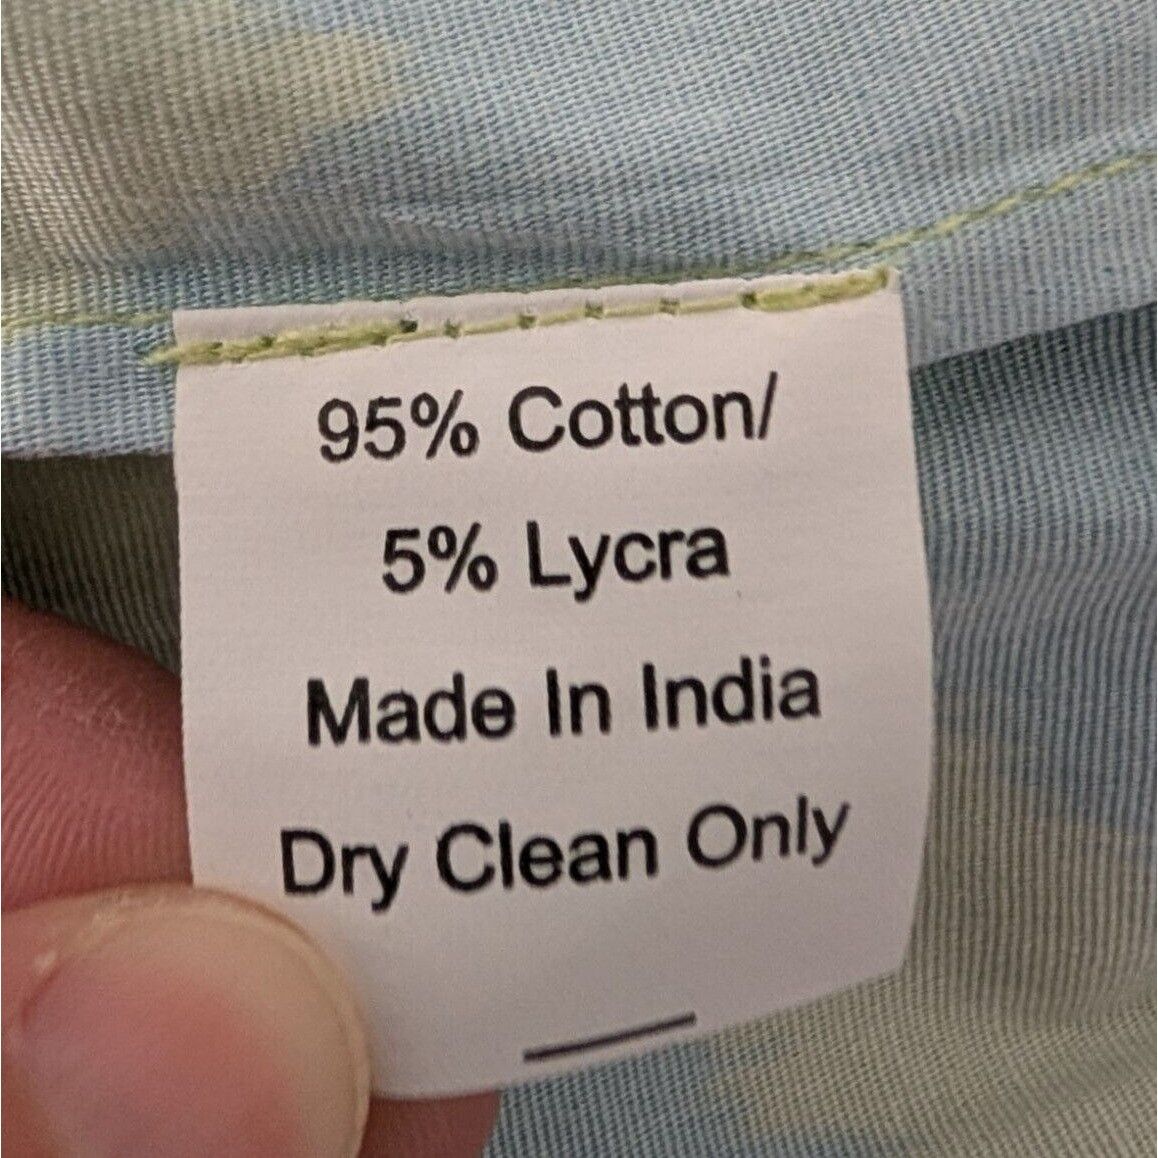 95% Cotton/
5% Lycra
Made In India
Dry Clean Only